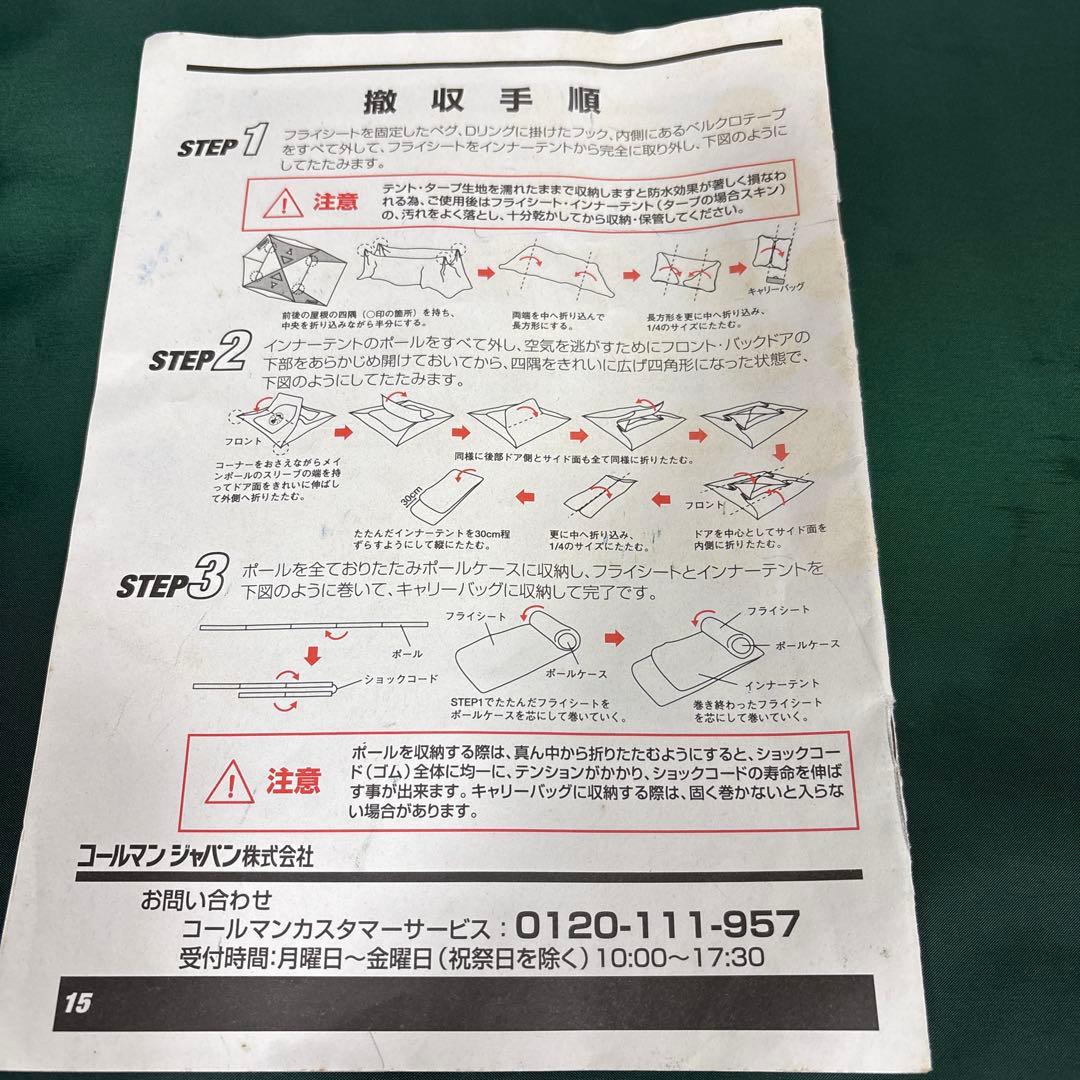 撤収手順
STEP 1
フライシートを固定したペグ、Dリングに掛けたフック、内側にあるベルクロテープ
をすべて外して、フライシートをインナーテントから完全に取り外し、下図のように
してたたみます。
注意
テント・タープ生地を濡れたままで収納しますと防水効果が著しく損なわ
れる為、ご使用後はフライシート・インナーテント(タープの場合スキン)
の、汚れをよく落とし、十分乾かしてから収納・保管してください。
キャリーバッグ
前後の屋根の四隅(○印の箇所)を持ち、
中央を折り込みながら半分にする。
両端を中へ折り込んで
長方形にする。
長方形を更に中へ折り込み、
1/4のサイズにたたむ。
STEP 2
インナーテントのポールをすべて外し、空気を逃がすためにフロント・バックドアの
下部をあらかじめ開けておいてから、四隅をきれいに広げ四角形になった状態で、
下図のようにしてたたみます。
フロント
コーナーをおさえながらメイ
ンポールのスリーブの端を持
ってドア面をきれいに伸ばし
て外側へ折りたたむ。
同様に後部ドア側とサイド面も全て同様に折りたたむ。
フロント
ドアを中心としてサイド面を
内側に折りたたむ。
更に中へ折り込み、
1/4のサイズにたたむ。
30cm
たたんだインナーテントを30cm程
ずらすようにして縦にたたむ。
STEP 3
ポールを全ておりたたみポールケースに収納し、フライシートとインナーテントを
下図のように巻いて、キャリーバッグに収納して完了です。
ポール
ショックコード
フライシート
ポールケース
STEP1でたたんだフライシートを
ポールケースを芯にして巻いていく。
フライシート
ポールケース
インナーテント
巻き終わったフライシート
を芯にして巻いていく。
注意
ポールを収納する際は、真ん中から折りたたむようにすると、ショックコー
ド(ゴム)全体に均一に、テンションがかかり、ショックコードの寿命を伸ば
す事が出来ます。キャリーバッグに収納する際は、固く巻かないと入らな
い場合があります。
コールマン ジャパン株式会社
お問い合わせ
コールマンカスタマーサービス:0120-111-957
受付時間:月曜日〜金曜日(祝祭日を除く)10:00〜17:30
15